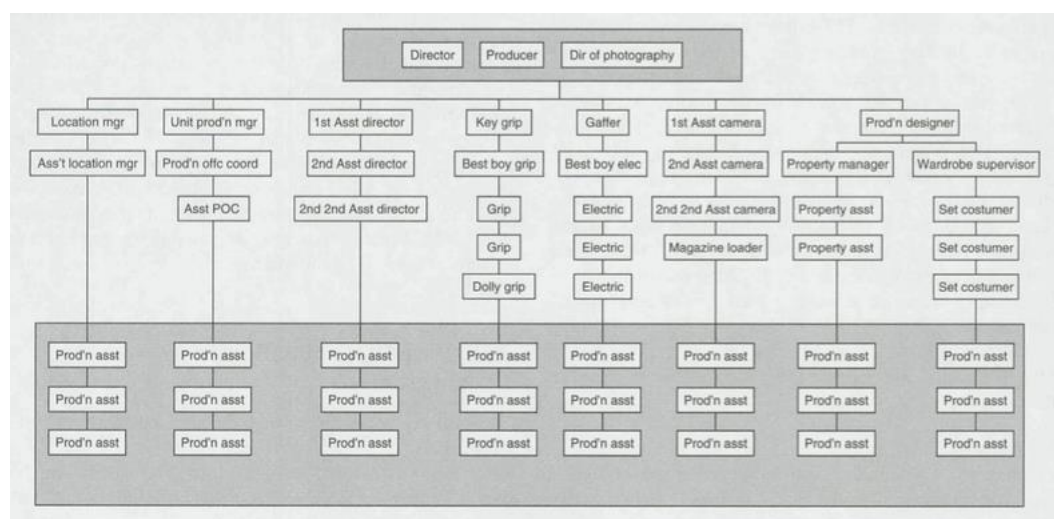 Director Producer Dir of photography
Location mgr Unit prod'n mgr 1st Asst director Key grip Gaffer 1st Asst camera Prod'n designer
Ass't location mgr Prod'n offc coord 2nd Asst director Best boy grip Best boy elec 2nd Asst camera Property manager Wardrobe supervisor
Asst POC 2nd 2nd Asst director Grip Electric 2nd 2nd Asst camera Property asst Set costumer
Grip Electric Magazine loader Property asst Set costumer
Dolly grip Electric Set costumer
Prod'n asst Prod'n asst Prod'n asst Prod'n asst Prod'n asst Prod'n asst Prod'n asst Prod'n asst
Prod'n asst Prod'n asst Prod'n asst Prod'n asst Prod'n asst Prod'n asst Prod'n asst Prod'n asst
Prod'n asst Prod'n asst Prod'n asst Prod'n asst Prod'n asst Prod'n asst Prod'n asst Prod'n asst